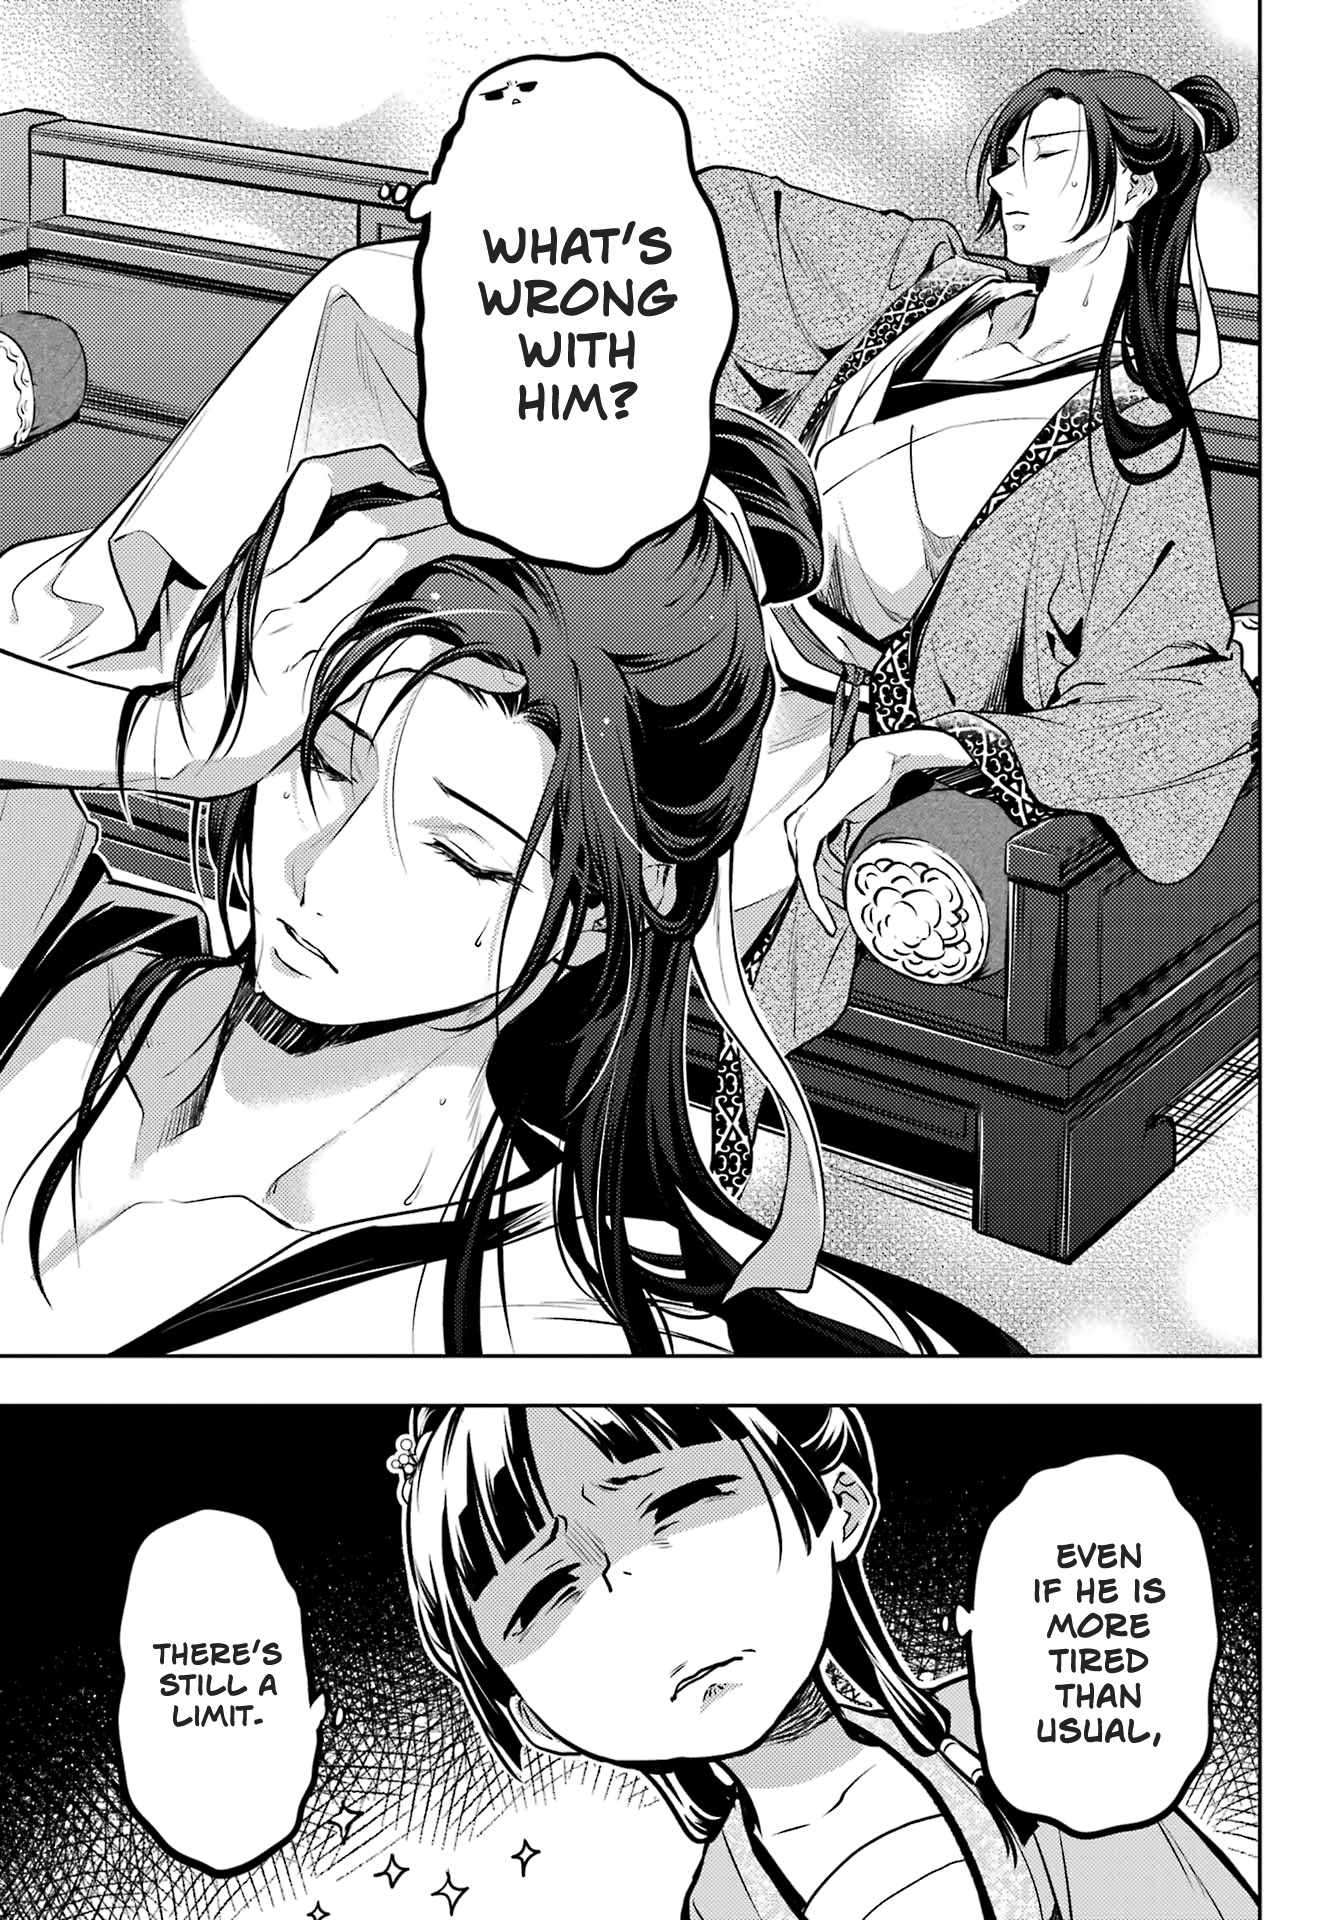 WHAT'S
WRONG
WITH
HIM?
EVEN
IF HE IS
MORE
TIRED
THAN
USUAL,
THERE'S
STILL A
LIMIT.